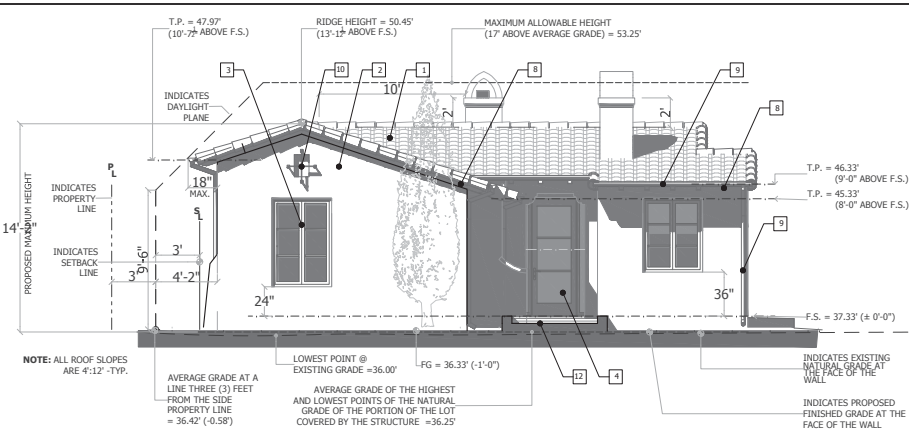 T.P. = 47.97'
RIDGE HEIGHT = 50.45'
(13'-1½" ABOVE F.S.)
MAXIMUM ALLOWABLE HEIGHT
(17' ABOVE AVERAGE GRADE) = 53.25'
3
10
2
1
8
9
8
10'
2'
2'
INDICATES
DAYLIGHT
PLANE
18"
MAX.
T.P. = 46.33'
(9'-0" ABOVE F.S.)
T.P. = 45.33'
(8'-0" ABOVE F.S.)
PL
INDICATES
PROPERTY
LINE
SL
14'-2"
PROPOSED MAXIMUM HEIGHT
9
INDICATES
SETBACK
LINE
3'
9'-6"
3'
4'-2"
24"
36"
F.S. = 37.33' (± 0'-0")
NOTE: ALL ROOF SLOPES
ARE 4':12' -TYP.
LOWEST POINT @
EXISTING GRADE =36.00'
FG = 36.33' (-1'-0")
12
4
INDICATES EXISTING
NATURAL GRADE AT
THE FACE OF THE
WALL
AVERAGE GRADE AT A
LINE THREE (3) FEET
FROM THE SIDE
PROPERTY LINE
= 36.42' (-0.58')
AVERAGE GRADE OF THE HIGHEST
AND LOWEST POINTS OF THE NATURAL
GRADE OF THE PORTION OF THE LOT
COVERED BY THE STRUCTURE =36.25'
INDICATES PROPOSED
FINISHED GRADE AT THE
FACE OF THE WALL